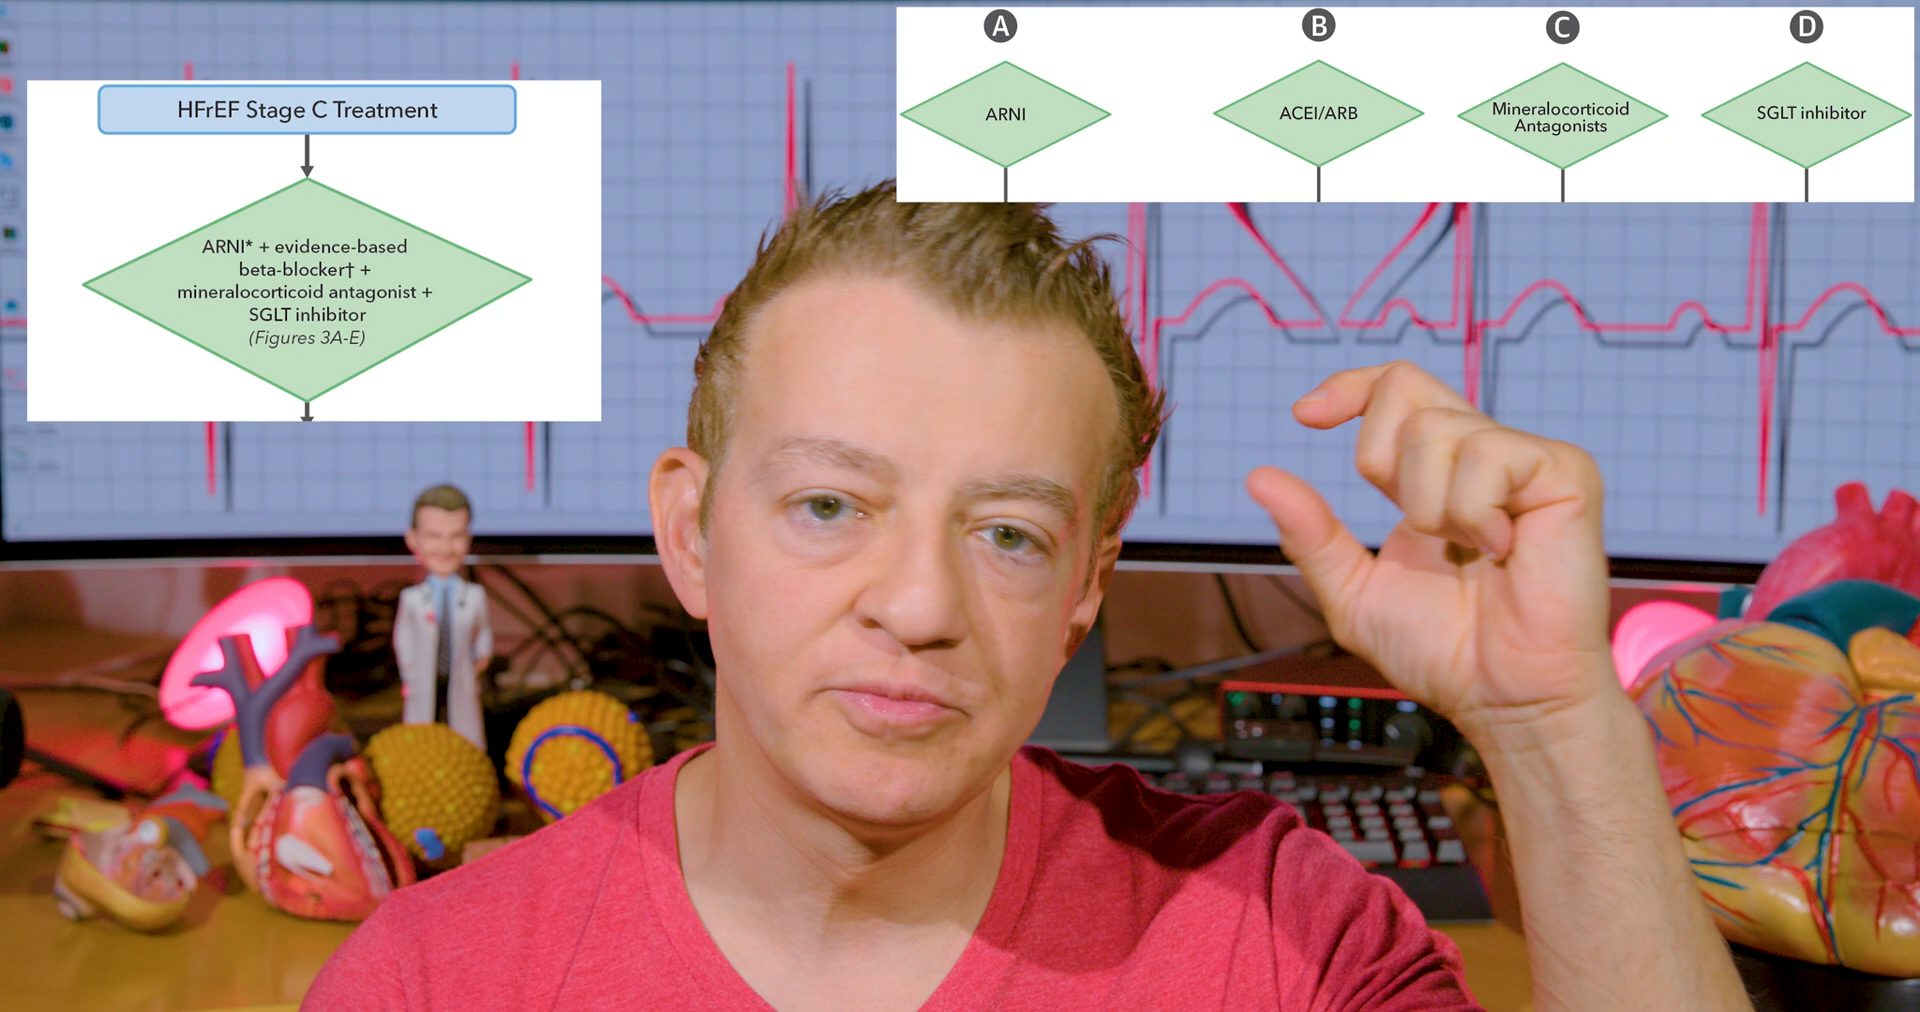 HFrEF Stage C Treatment
ARNI* + evidence-based
beta-blocker† +
mineralocorticoid antagonist +
SGLT inhibitor
(Figures 3A-E)
A
ARNI
B
ACEI/ARB
C
Mineralocorticoid
Antagonists
D
SGLT inhibitor